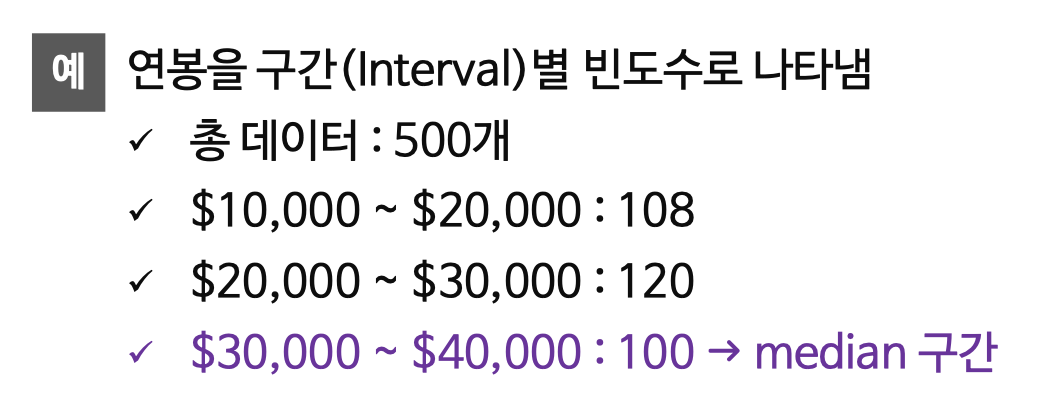 예 연봉을 구간(Interval)별 빈도수로 나타냄
✓ 총 데이터 : 500개
✓ $10,000 ~ $20,000 : 108
✓ $20,000 ~ $30,000 : 120
✓ $30,000 ~ $40,000 : 100 → median 구간